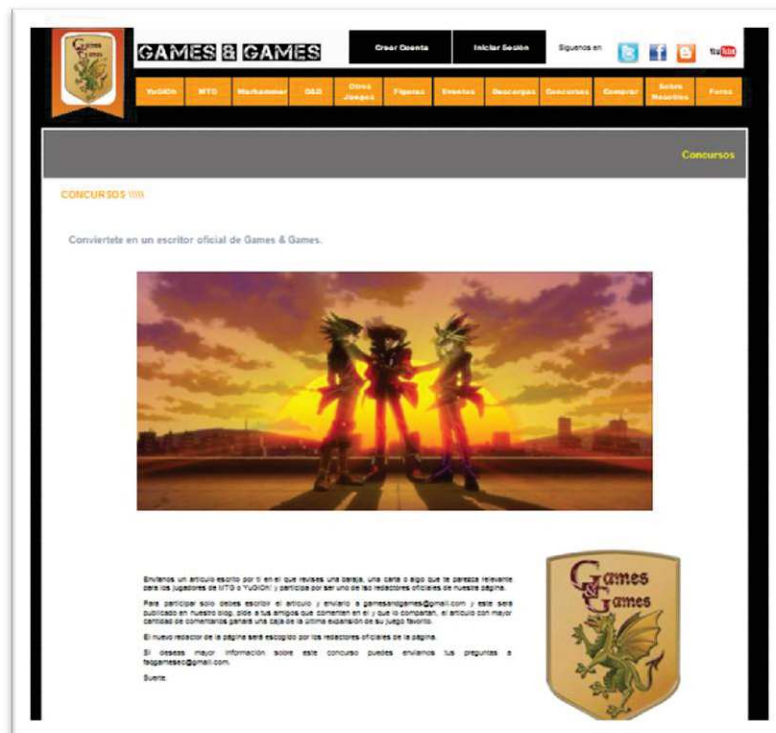 Games
Games
GAMES & GAMES
Crear Cuenta
Iniciar Sesión
Siguenos en
You Tube
YuGiOh
MTG
Warhammer
D&D
Otros
Juegos
Figuras
Eventos
Descargas
Concursos
Comprar
Sobre
Nosotros
Foros
Concursos
CONCURSOS \\\\\
Conviertete en un escritor oficial de Games & Games.
Envíanos un artículo escrito por ti en el que revises una baraja, una carta o algo que te parezca relevante
para los jugadores de MTG o YuGiOh! y participa por ser uno de los redactores oficiales de nuestra página.
Para participar solo debes escribir el artículo y enviarlo a gamesandgames@gmail.com y este será
publicado en nuestro blog, pide a tus amigos que comenten en el y que lo compartan, el artículo con mayor
cantidad de comentarios ganará una caja de la última expansión de su juego favorito.
El nuevo redactor de la página será escogido por los redactores oficiales de la página.
Si deseas mayor información sobre este concurso puedes enviarnos tus preguntas a
faqgamesec@gmail.com.
Suerte.
Games
&
Games